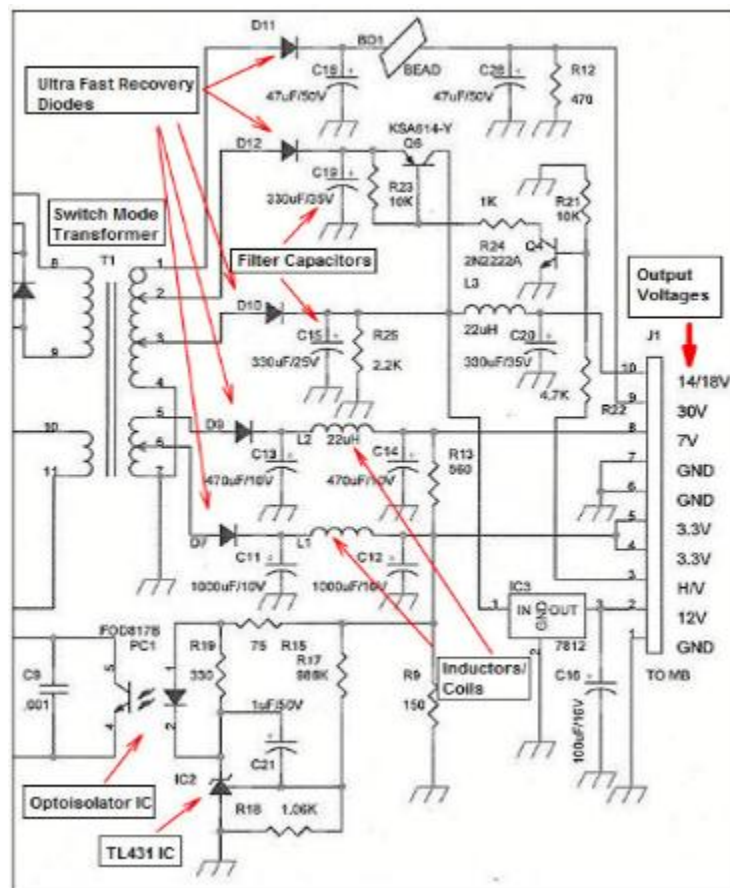 D11
BD1
BEAD
Ultra Fast Recovery
Diodes
C18
47uF/50V
C26
47uF/50V
R12
470
KSA614-Y
Q6
D12
C19
330uF/35V
R23
10K
1K
R21
10K
Switch Mode
Transformer
T1
R24
2N2222A
Q4
Filter Capacitors
L3
Output
Voltages
8
1
2
3
4
9
D10
22uH
C15
330uF/25V
R25
2.2K
C20
330uF/35V
J1
4.7K
R22
10
14/18V
9
30V
8
7V
7
GND
6
GND
5
3.3V
4
3.3V
3
H/V
2
12V
1
GND
TO MB
10
11
5
6
7
D9
L2
22uH
C13
470uF/10V
C14
470uF/10V
R13
560
D7
L1
C11
1000uF/10V
C12
1000uF/10V
IC3
1
IN
GND
OUT
3
7812
2
C16
100uF/16V
FOD817B
PC1
R19
330
75
R15
R17
R9
150
Inductors/
Coils
C9
.001
5
4
1
2
1uF/50V
C21
Optoisolator IC
IC2
R18
1.06K
TL431 IC